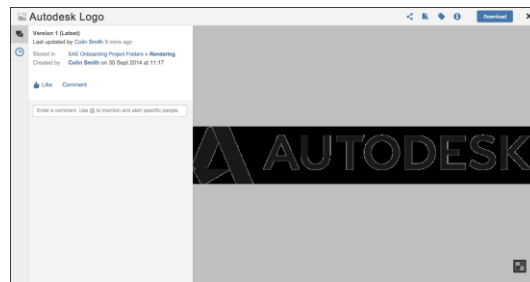 Autodesk Logo
Download
Version 1 (Latest)
Last updated by Colin Smith 9 mins ago
Stored in EAE Onboarding Project Folders » Rendering
Created by Colin Smith on 30 Sept 2014 at 11:17
Like Comment
Enter a comment. Use @ to mention and alert specific people.
AUTODESK